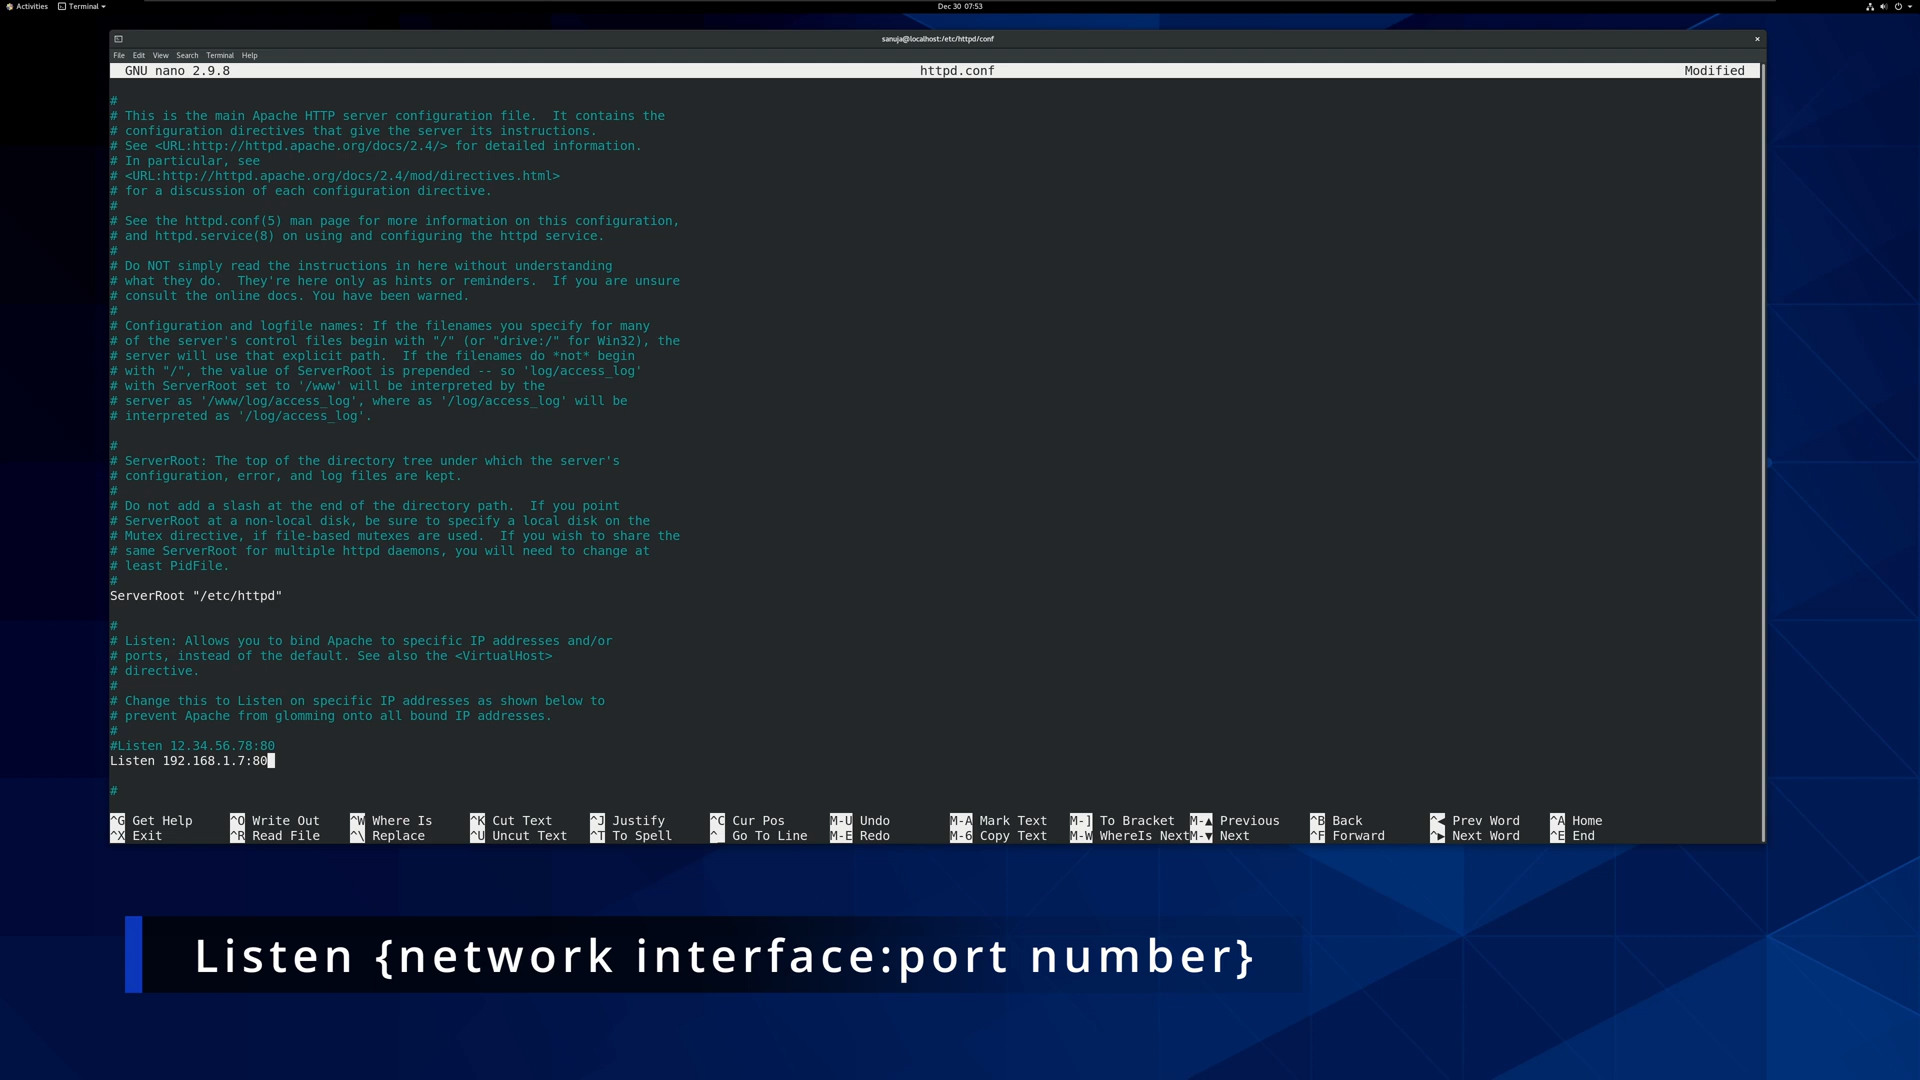 Activities Terminal Dec 30 07:53
sanuja@localhost:/etc/httpd/conf
File Edit View Search Terminal Help
GNU nano 2.9.8 httpd.conf Modified
#
# This is the main Apache HTTP server configuration file.  It contains the
# configuration directives that give the server its instructions.
# See <URL:http://httpd.apache.org/docs/2.4/> for detailed information.
# In particular, see
# <URL:http://httpd.apache.org/docs/2.4/mod/directives.html>
# for a discussion of each configuration directive.
#
# See the httpd.conf(5) man page for more information on this configuration,
# and httpd.service(8) on using and configuring the httpd service.
#
# Do NOT simply read the instructions in here without understanding
# what they do.  They're here only as hints or reminders.  If you are unsure
# consult the online docs. You have been warned.
#
# Configuration and logfile names: If the filenames you specify for many
# of the server's control files begin with "/" (or "drive:/" for Win32), the
# server will use that explicit path.  If the filenames do *not* begin
# with "/", the value of ServerRoot is prepended -- so 'log/access_log'
# with ServerRoot set to '/www' will be interpreted by the
# server as '/www/log/access_log', where as '/log/access_log' will be
# interpreted as '/log/access_log'.
#
# ServerRoot: The top of the directory tree under which the server's
# configuration, error, and log files are kept.
#
# Do not add a slash at the end of the directory path.  If you point
# ServerRoot at a non-local disk, be sure to specify a local disk on the
# Mutex directive, if file-based mutexes are used.  If you wish to share the
# same ServerRoot for multiple httpd daemons, you will need to change at
# least PidFile.
#
ServerRoot "/etc/httpd"
#
# Listen: Allows you to bind Apache to specific IP addresses and/or
# ports, instead of the default. See also the <VirtualHost>
# directive.
#
# Change this to Listen on specific IP addresses as shown below to
# prevent Apache from glomming onto all bound IP addresses.
#
#Listen 12.34.56.78:80
Listen 192.168.1.7:80
#
^G Get Help ^O Write Out ^W Where Is ^K Cut Text ^J Justify ^C Cur Pos M-U Undo M-A Mark Text M-] To Bracket M-▲ Previous ^B Back ^◀ Prev Word ^A Home
^X Exit ^R Read File ^\ Replace ^U Uncut Text ^T To Spell ^_ Go To Line M-E Redo M-6 Copy Text M-W WhereIs Next M-▼ Next ^F Forward ^▶ Next Word ^E End
Listen {network interface:port number}